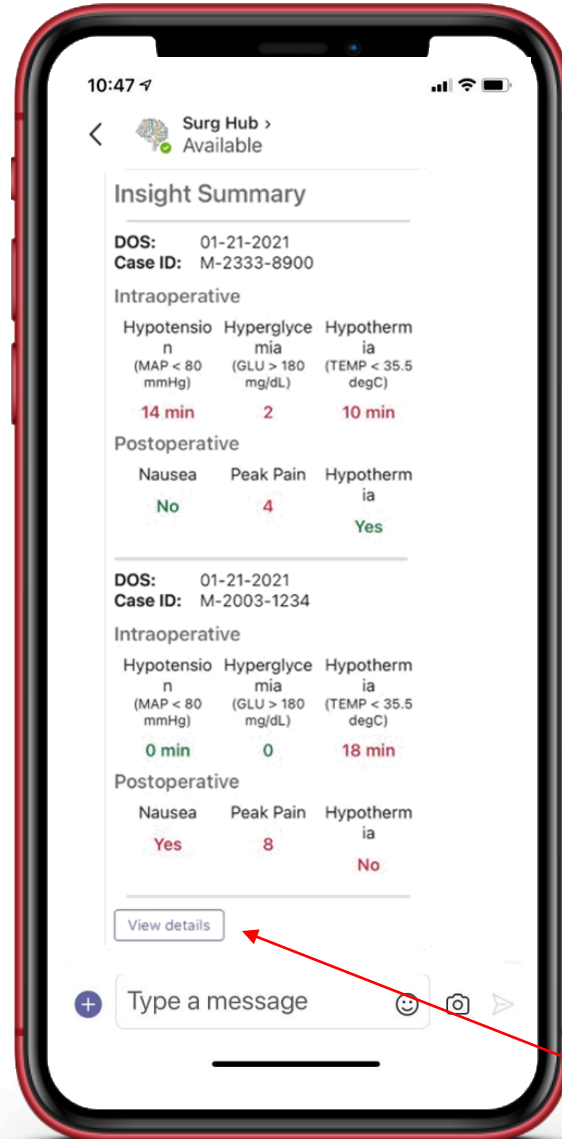 10:47
Surg Hub >
Available
Insight Summary
DOS: 01-21-2021
Case ID: M-2333-8900
Intraoperative
Hypotensio Hyperglyce Hypotherm
n mia ia
(MAP < 80 (GLU > 180 (TEMP < 35.5
mmHg) mg/dL) degC)
14 min 2 10 min
Postoperative
Nausea Peak Pain Hypotherm
ia
No 4
Yes
DOS: 01-21-2021
Case ID: M-2003-1234
Intraoperative
Hypotensio Hyperglyce Hypotherm
n mia ia
(MAP < 80 (GLU > 180 (TEMP < 35.5
mmHg) mg/dL) degC)
0 min 0 18 min
Postoperative
Nausea Peak Pain Hypotherm
ia
Yes 8
No
View details
Type a message